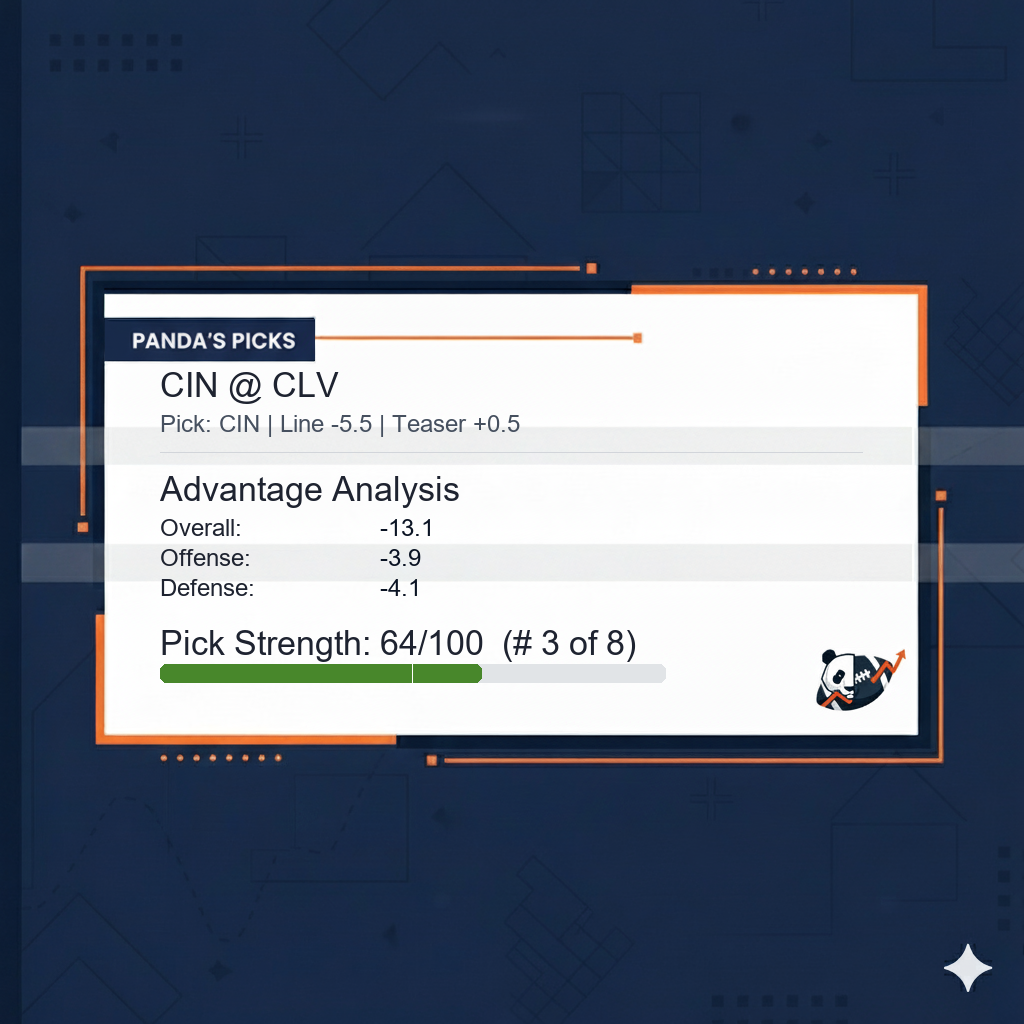 PANDA'S PICKS
CIN @ CLV
Pick: CIN | Line -5.5 | Teaser +0.5
Advantage Analysis
Overall: -13.1
Offense: -3.9
Defense: -4.1
Pick Strength: 64/100 (# 3 of 8)